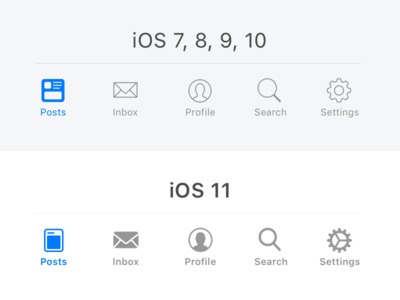 iOS 7, 8, 9, 10
Posts Inbox Profile Search Settings
iOS 11
Posts Inbox Profile Search Settings